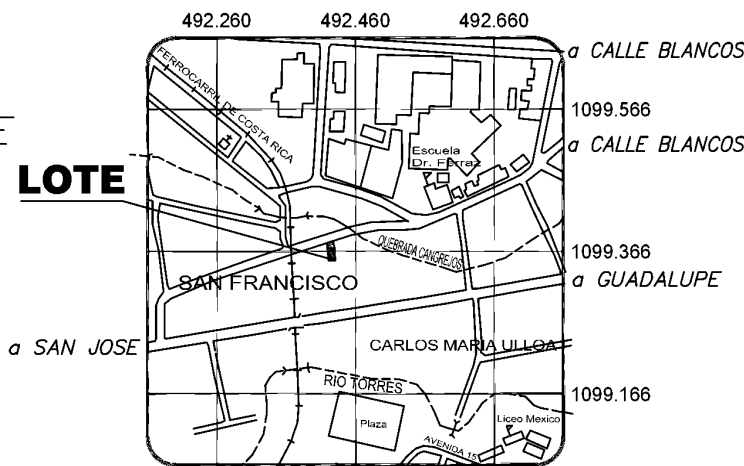 492.260 492.460 492.660
a CALLE BLANCOS
FERROCARRIL DE COSTA RICA
1099.566
a CALLE BLANCOS
Escuela
Dr. Ferraz
LOTE
QUEBRADA CANGREJOS
1099.366
SAN FRANCISCO
a GUADALUPE
a SAN JOSE
CARLOS MARIA ULLOA
RIO TORRES
1099.166
Plaza
Liceo Mexico
AVENIDA 15